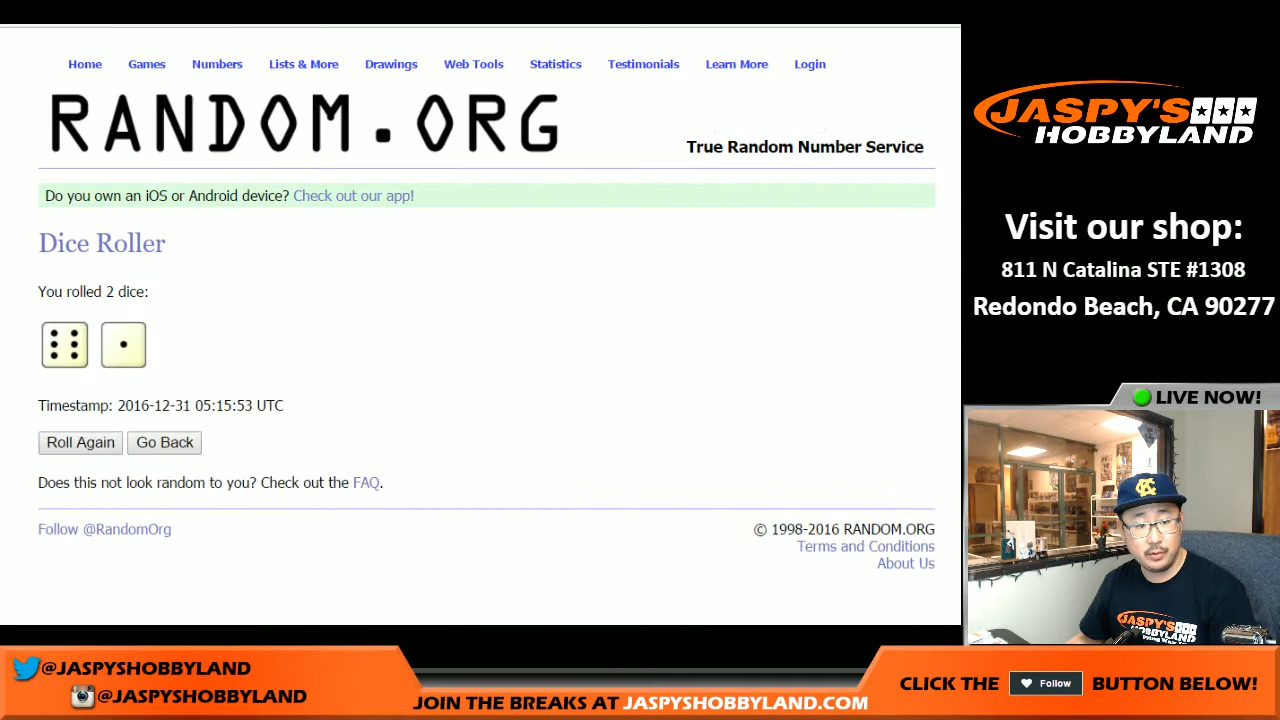 Home Games Numbers Lists & More Drawings Web Tools Statistics Testimonials Learn More Login
RANDOM.ORG
True Random Number Service
Do you own an iOS or Android device? Check out our app!
Dice Roller
You rolled 2 dice:
Timestamp: 2016-12-31 05:15:53 UTC
Roll Again Go Back
Does this not look random to you? Check out the FAQ.
Follow @RandomOrg
© 1998-2016 RANDOM.ORG
Terms and Conditions
About Us
JASPY'S
HOBBYLAND
Visit our shop:
811 N Catalina STE #1308
Redondo Beach, CA 90277
LIVE NOW!
JASPY'S
HOBBYLAND
@JASPYSHOBBYLAND
@JASPYSHOBBYLAND
JOIN THE BREAKS AT JASPYSHOBBYLAND.COM
CLICK THE Follow BUTTON BELOW!